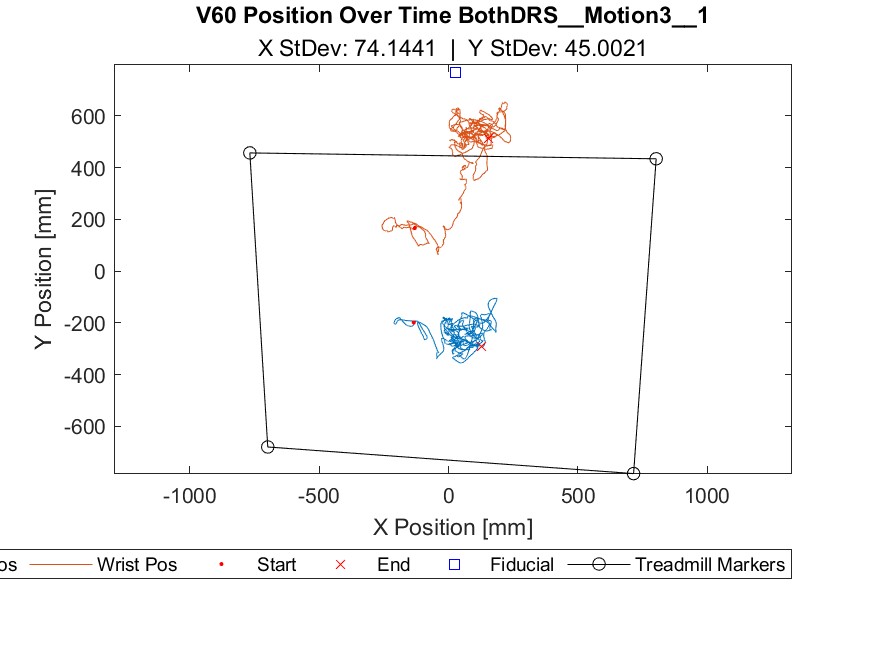 V60 Position Over Time BothDRS__Motion3__1
X StDev: 74.1441 | Y StDev: 45.0021
600
400
200
0
-200
-400
-600
Y Position [mm]
-1000 -500 0 500 1000
X Position [mm]
os Wrist Pos Start End Fiducial Treadmill Markers